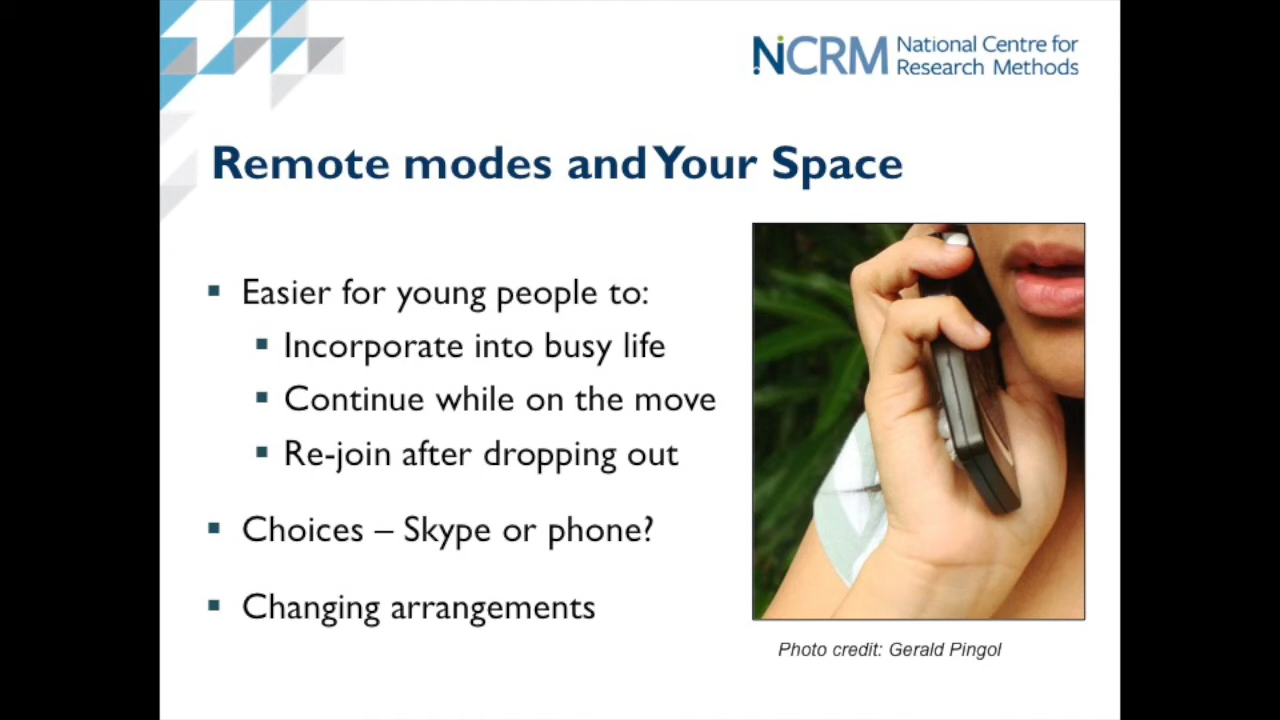 NCRM National Centre for
Research Methods
Remote modes and Your Space
Easier for young people to:
Incorporate into busy life
Continue while on the move
Re-join after dropping out
Choices – Skype or phone?
Changing arrangements
Photo credit: Gerald Pingol